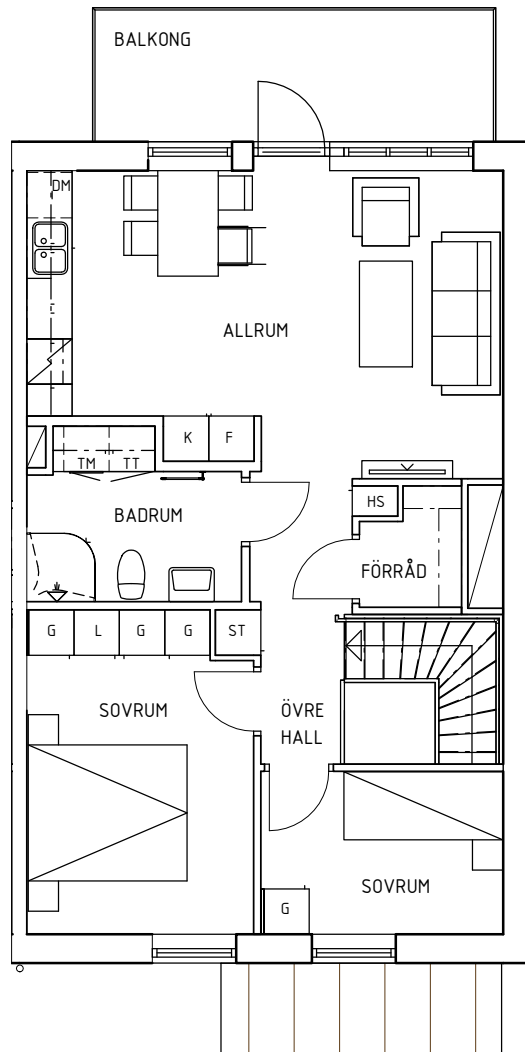 BALKONG
DM
ALLRUM
K F
TM TT
HS
BADRUM
FÖRRÅD
G L G G ST
SOVRUM
ÖVRE
HALL
SOVRUM
G